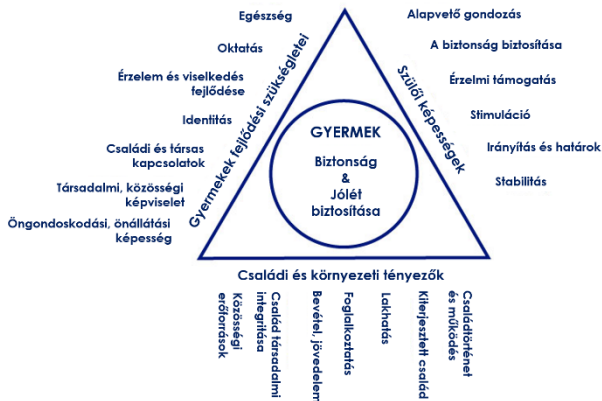 Egészség
Oktatás
Érzelem és viselkedés
fejlődése
Identitás
Családi és társas
kapcsolatok
Társadalmi, közösségi
képviselet
Öngondoskodási, önállátási
képesség
Gyermekek fejlődési szükségletei
GYERMEK
Biztonság
&
Jólét
biztosítása
Szülői képességek
Alapvető gondozás
A biztonság biztosítása
Érzelmi támogatás
Stimuláció
Irányítás és határok
Stabilitás
Családi és környezeti tényezők
Közösségi
erőforrások
Család társadalmi
integritása
Bevétel, jövedelem
Foglalkoztatás
Lakhatás
Kiterjesztett család
Családtörténet
és működés